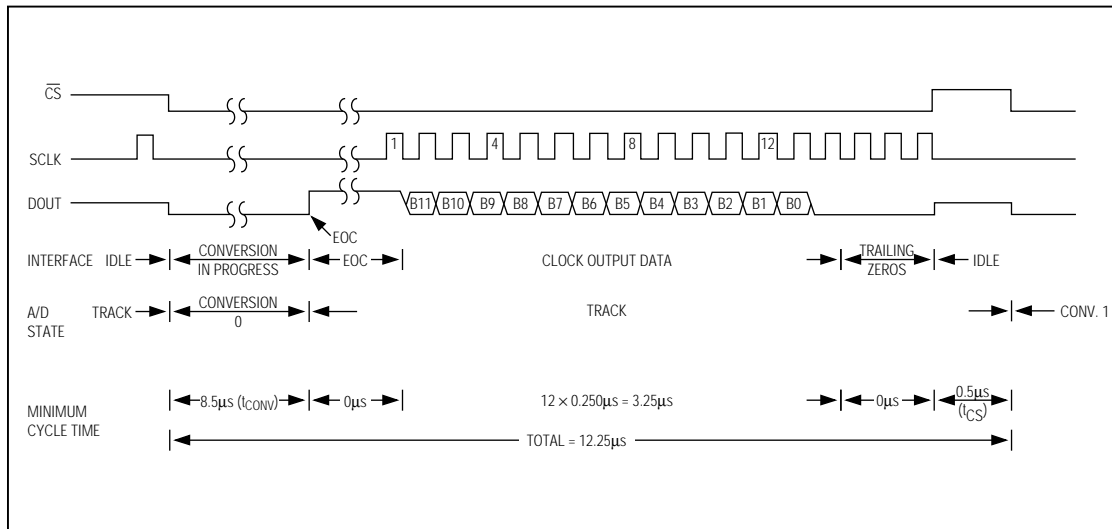 CS
SCLK
1 4 8 12
DOUT
B11 B10 B9 B8 B7 B6 B5 B4 B3 B2 B1 B0
EOC
INTERFACE IDLE CONVERSION IN PROGRESS EOC CLOCK OUTPUT DATA TRAILING ZEROS IDLE
A/D STATE TRACK CONVERSION 0 TRACK CONV. 1
MINIMUM CYCLE TIME 8.5µs (tCONV) 0µs 12 × 0.250µs = 3.25µs 0µs 0.5µs (tCS)
TOTAL = 12.25µs